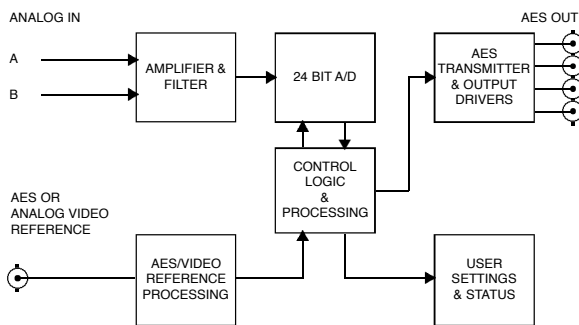 ANALOG IN
AES OUT
A
B
AMPLIFIER &
FILTER
24 BIT A/D
AES
TRANSMITTER
& OUTPUT
DRIVERS
CONTROL
LOGIC
&
PROCESSING
AES OR
ANALOG VIDEO
REFERENCE
AES/VIDEO
REFERENCE
PROCESSING
USER
SETTINGS
& STATUS